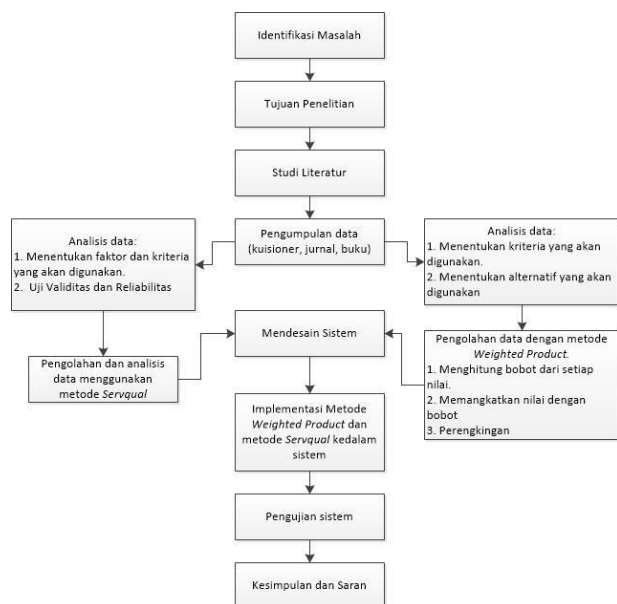 Identifikasi Masalah
Tujuan Penelitian
Studi Literatur
Pengumpulan data
(kuisioner, jurnal, buku)
Analisis data:
1. Menentukan faktor dan kriteria
yang akan digunakan.
2. Uji Validitas dan Reliabilitas
Analisis data:
1. Menentukan kriteria yang akan
digunakan.
2. Menentukan alternatif yang akan
digunakan
Pengolahan dan analisis
data menggunakan
metode Servqual
Pengolahan data dengan metode
Weighted Product.
1. Menghitung bobot dari setiap
nilai.
2. Memangkatkan nilai dengan
bobot
3. Perengkingan
Mendesain Sistem
Implementasi Metode
Weighted Product dan
metode Servqual kedalam
sistem
Pengujian sistem
Kesimpulan dan Saran